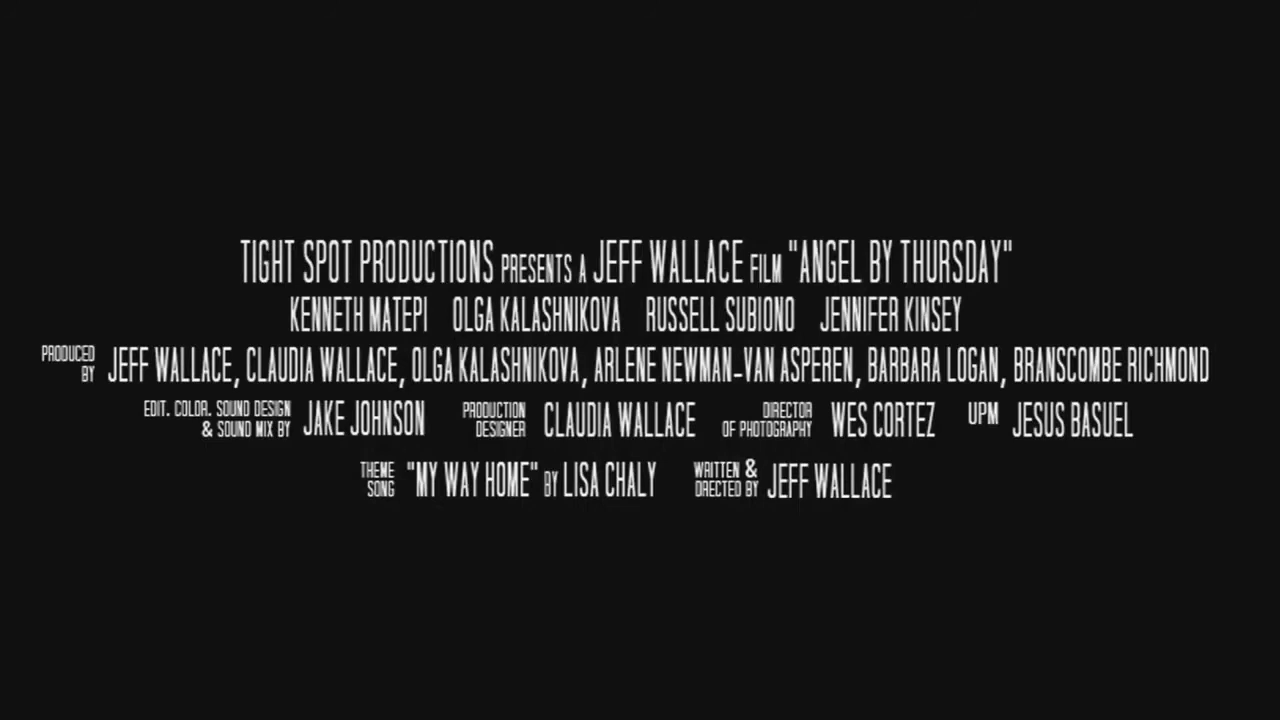 TIGHT SPOT PRODUCTIONS PRESENTS A JEFF WALLACE FILM "ANGEL BY THURSDAY"
KENNETH MATEPI OLGA KALASHNIKOVA RUSSELL SUBIONO JENNIFER KINSEY
PRODUCED BY JEFF WALLACE, CLAUDIA WALLACE, OLGA KALASHNIKOVA, ARLENE NEWMAN-VAN ASPEREN, BARBARA LOGAN, BRANSCOMBE RICHMOND
EDIT. COLOR. SOUND DESIGN & SOUND MIX BY JAKE JOHNSON PRODUCTION DESIGNER CLAUDIA WALLACE DIRECTOR OF PHOTOGRAPHY WES CORTEZ UPM JESUS BASUEL
THEME SONG "MY WAY HOME" BY LISA CHALY WRITTEN & DIRECTED BY JEFF WALLACE